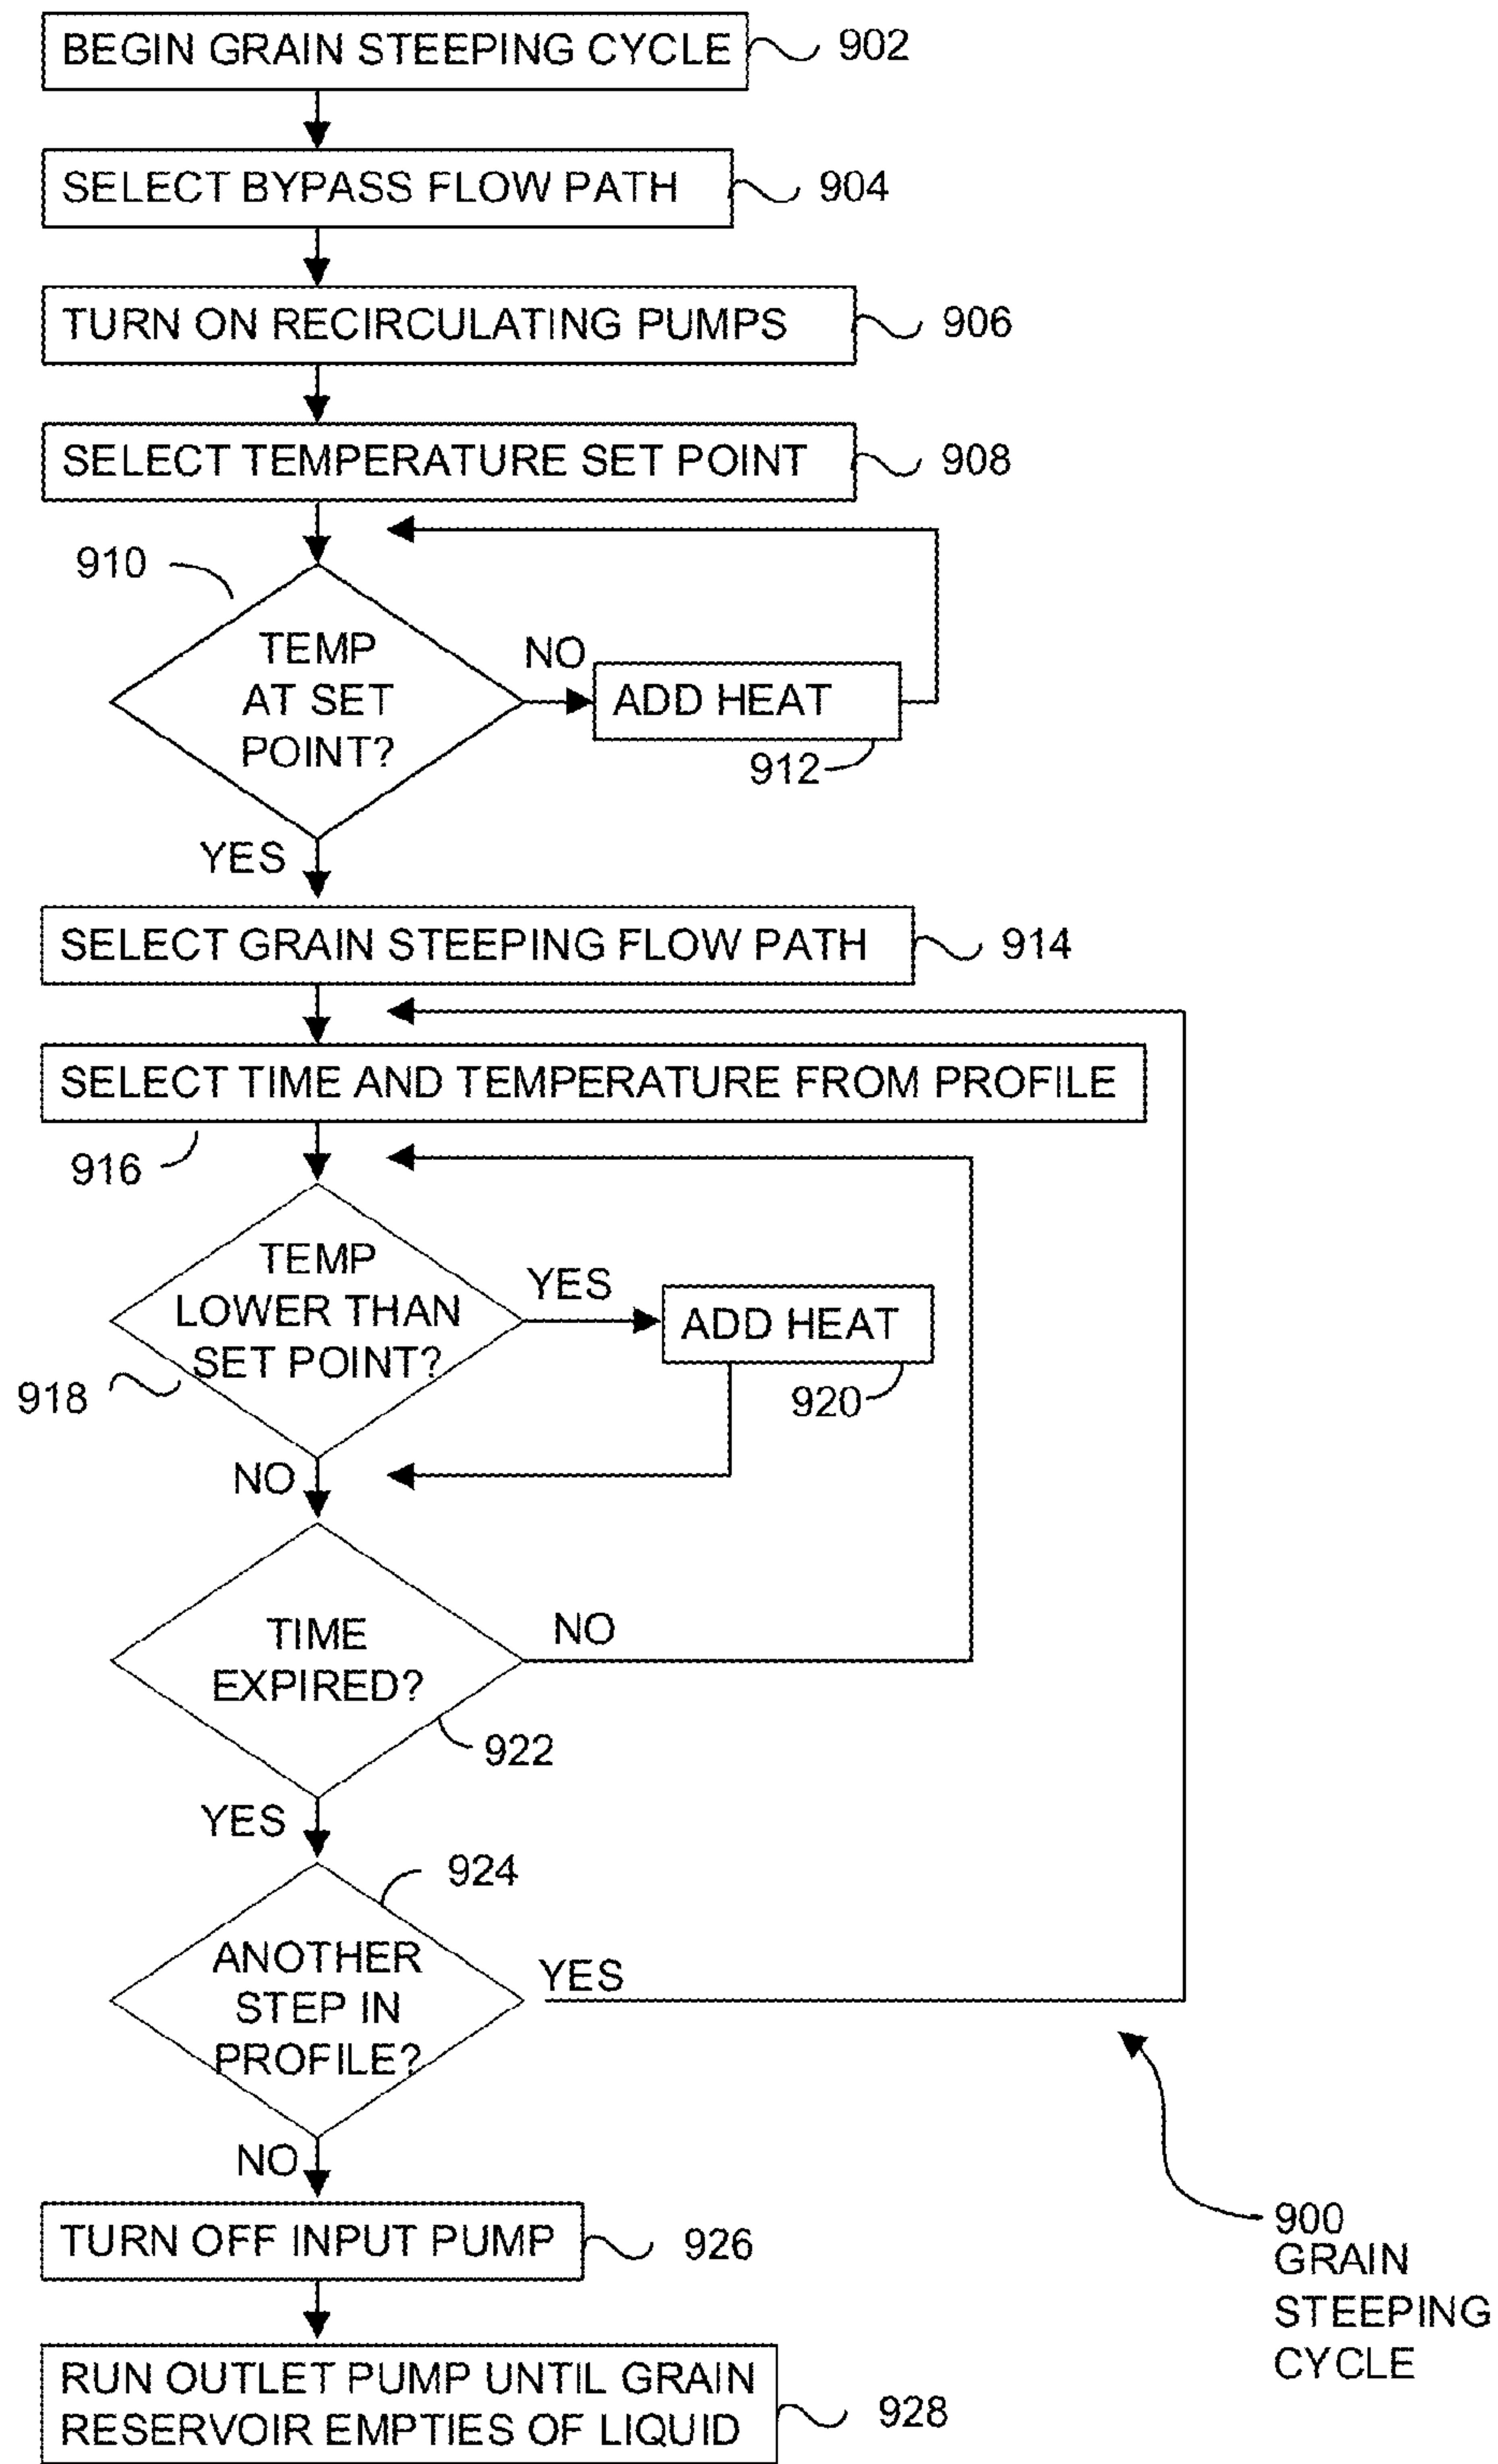 BEGIN GRAIN STEEPING CYCLE
902
SELECT BYPASS FLOW PATH
904
TURN ON RECIRCULATING PUMPS
906
SELECT TEMPERATURE SET POINT
908
910
TEMP
AT SET
POINT?
NO
ADD HEAT
912
YES
SELECT GRAIN STEEPING FLOW PATH
914
SELECT TIME AND TEMPERATURE FROM PROFILE
916
TEMP
LOWER THAN
SET POINT?
YES
ADD HEAT
918
920
NO
TIME
EXPIRED?
NO
922
YES
924
ANOTHER
STEP IN
PROFILE?
YES
NO
TURN OFF INPUT PUMP
926
900
GRAIN
STEEPING
CYCLE
RUN OUTLET PUMP UNTIL GRAIN
RESERVOIR EMPTIES OF LIQUID
928